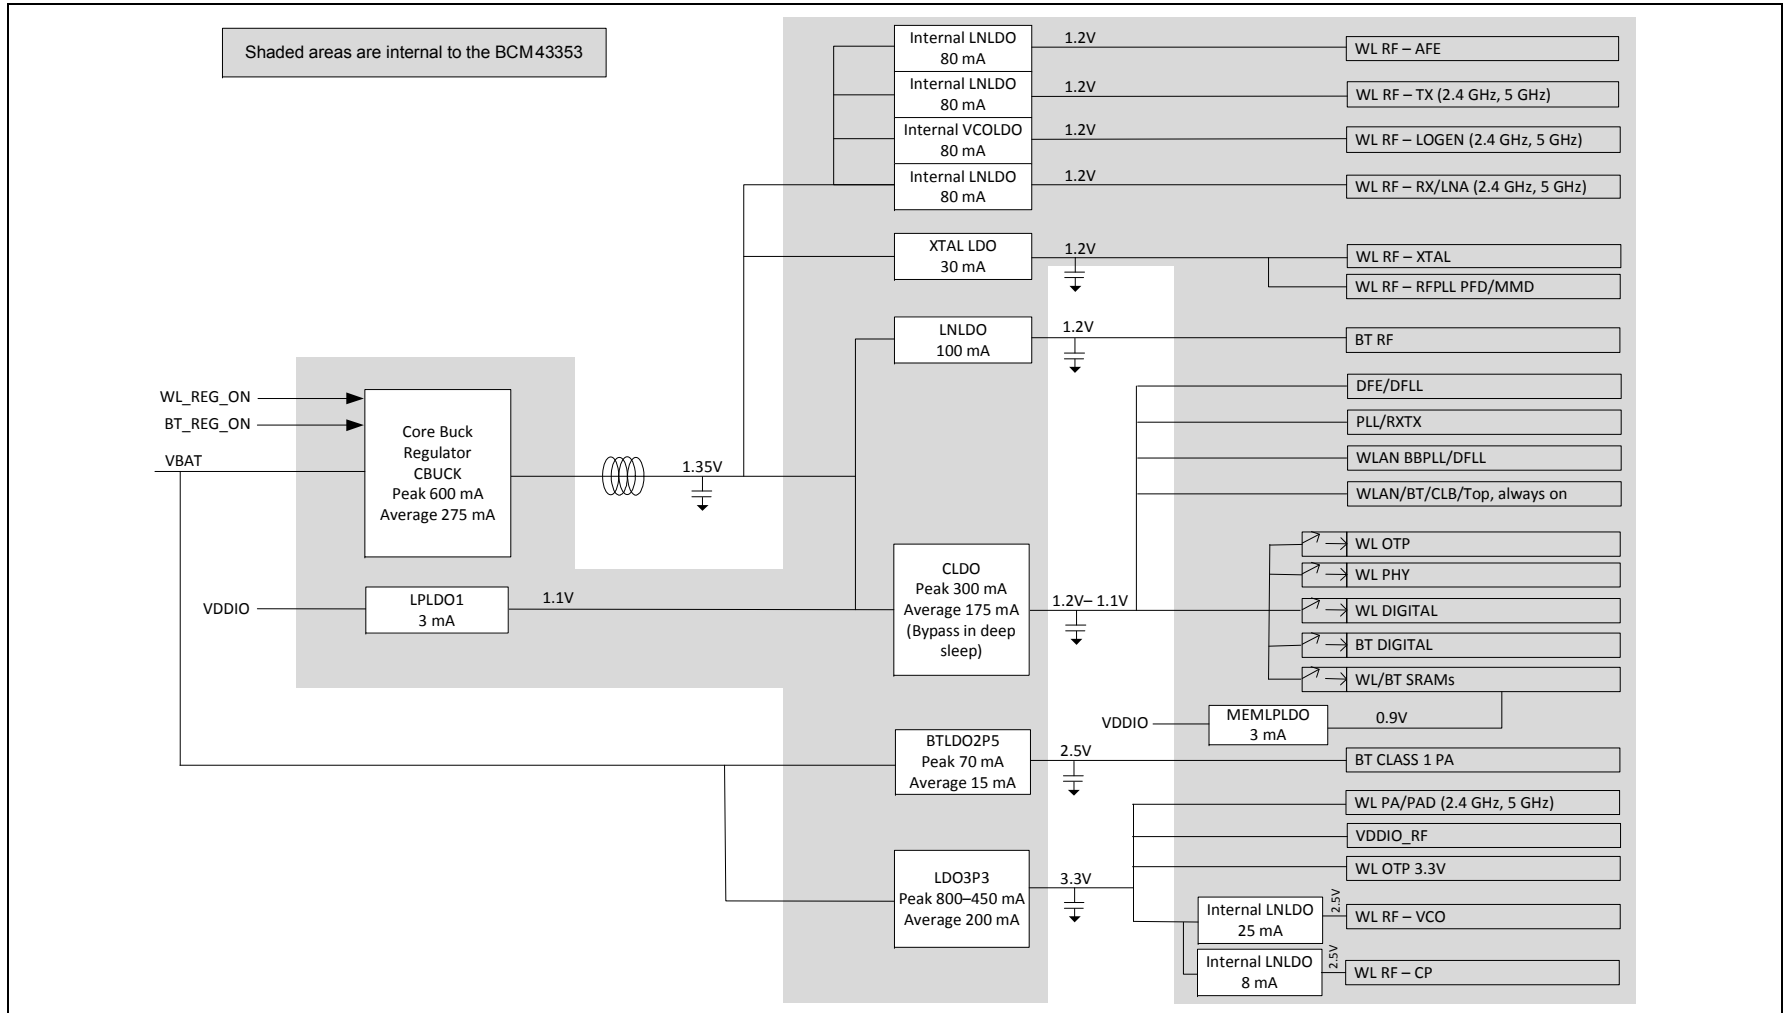 Shaded areas are internal to the BCM43353
Internal LNLDO
80 mA
1.2V
WL RF – AFE
Internal LNLDO
80 mA
1.2V
WL RF – TX (2.4 GHz, 5 GHz)
Internal VCOLDO
80 mA
1.2V
WL RF – LOGEN (2.4 GHz, 5 GHz)
Internal LNLDO
80 mA
1.2V
WL RF – RX/LNA (2.4 GHz, 5 GHz)
XTAL LDO
30 mA
1.2V
WL RF – XTAL
WL RF – RFPLL PFD/MMD
LNLDO
100 mA
1.2V
BT RF
WL_REG_ON
BT_REG_ON
VBAT
Core Buck
Regulator
CBUCK
Peak 600 mA
Average 275 mA
1.35V
DFE/DFLL
PLL/RXTX
WLAN BBPLL/DFLL
WLAN/BT/CLB/Top, always on
VDDIO
LPLDO1
3 mA
1.1V
CLDO
Peak 300 mA
Average 175 mA
(Bypass in deep
sleep)
1.2V– 1.1V
WL OTP
WL PHY
WL DIGITAL
BT DIGITAL
WL/BT SRAMs
VDDIO
MEMLPLDO
3 mA
0.9V
BTLDO2P5
Peak 70 mA
Average 15 mA
2.5V
BT CLASS 1 PA
LDO3P3
Peak 800–450 mA
Average 200 mA
3.3V
WL PA/PAD (2.4 GHz, 5 GHz)
VDDIO_RF
WL OTP 3.3V
Internal LNLDO
25 mA
2.5V
WL RF – VCO
Internal LNLDO
8 mA
2.5V
WL RF – CP